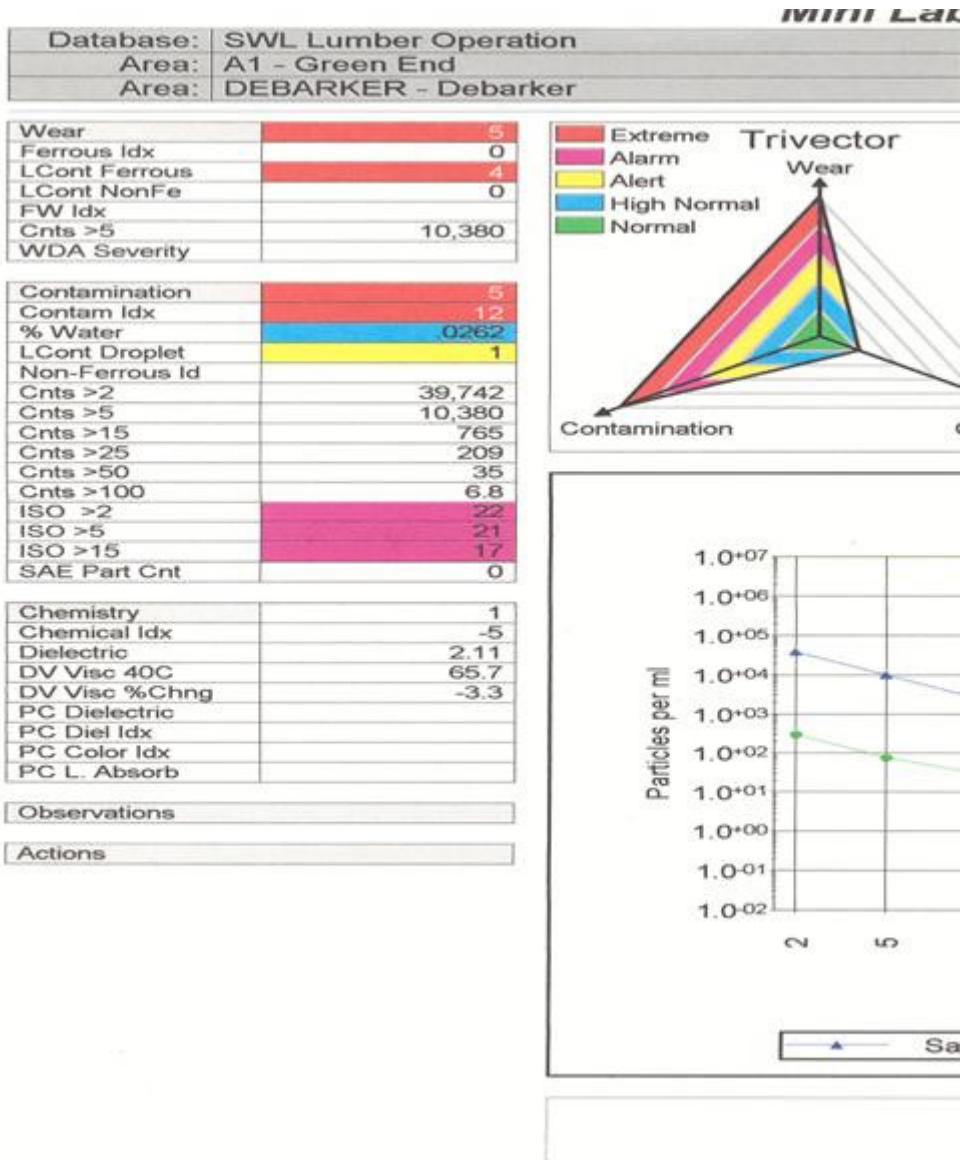 Mini Lab
Database: SWL Lumber Operation
Area: A1 - Green End
Area: DEBARKER - Debarker
Wear 5
Ferrous Idx 0
LCont Ferrous 4
LCont NonFe 0
FW Idx
Cnts >5 10,380
WDA Severity
Contamination 5
Contam Idx 12
% Water .0262
LCont Droplet 1
Non-Ferrous Id
Cnts >2 39,742
Cnts >5 10,380
Cnts >15 765
Cnts >25 209
Cnts >50 35
Cnts >100 6.8
ISO >2 22
ISO >5 21
ISO >15 17
SAE Part Cnt 0
Chemistry 1
Chemical Idx -5
Dielectric 2.11
DV Visc 40C 65.7
DV Visc %Chng -3.3
PC Dielectric
PC Diel Idx
PC Color Idx
PC L. Absorb
Observations
Actions
Extreme
Alarm
Alert
High Normal
Normal
Trivector
Wear
Contamination
Particles per ml
1.0+07
1.0+06
1.0+05
1.0+04
1.0+03
1.0+02
1.0+01
1.0+00
1.0-01
1.0-02
2
5
Sa